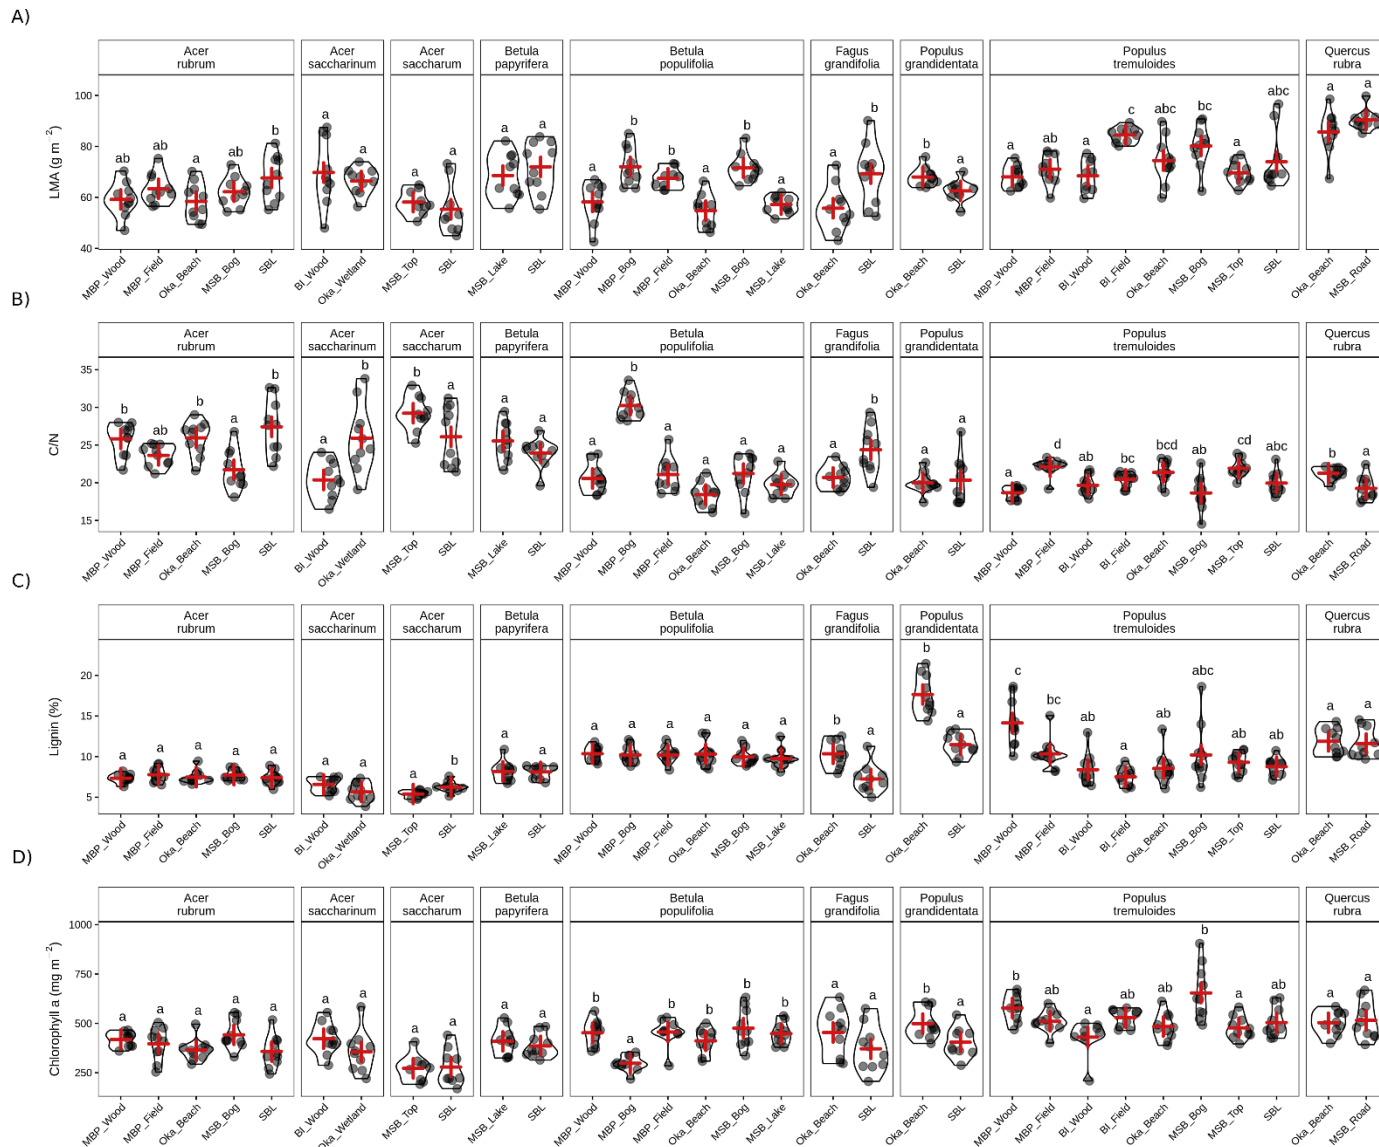 A)
Acer rubrum
Acer saccharinum
Acer saccharum
Betula papyrifera
Betula populifolia
Fagus grandifolia
Populus grandidentata
Populus tremuloides
Quercus rubra
LMA (g m⁻²)
100
80
60
40
ab ab a ab b
a a
a a
a a
a b b a b a
a b
b a
a ab a c abc bc a abc
a a
MBP_Wood MBP_Field Oka_Beach MSB_Bog SBL
BI_Wood Oka_Wetland
MSB_Top SBL
MSB_Lake SBL
MBP_Wood MBP_Bog MBP_Field Oka_Beach MSB_Bog MSB_Lake
Oka_Beach SBL
Oka_Beach SBL
MBP_Wood MBP_Field BI_Wood BI_Field Oka_Beach MSB_Bog MSB_Top SBL
Oka_Beach MSB_Road
B)
Acer rubrum
Acer saccharinum
Acer saccharum
Betula papyrifera
Betula populifolia
Fagus grandifolia
Populus grandidentata
Populus tremuloides
Quercus rubra
C/N
35
30
25
20
15
b ab b a b
a b
b a
a a
a b a a a a
a b
a a
a d ab bc bcd ab cd abc
b a
MBP_Wood MBP_Field Oka_Beach MSB_Bog SBL
BI_Wood Oka_Wetland
MSB_Top SBL
MSB_Lake SBL
MBP_Wood MBP_Bog MBP_Field Oka_Beach MSB_Bog MSB_Lake
Oka_Beach SBL
Oka_Beach SBL
MBP_Wood MBP_Field BI_Wood BI_Field Oka_Beach MSB_Bog MSB_Top SBL
Oka_Beach MSB_Road
C)
Acer rubrum
Acer saccharinum
Acer saccharum
Betula papyrifera
Betula populifolia
Fagus grandifolia
Populus grandidentata
Populus tremuloides
Quercus rubra
Lignin (%)
20
15
10
5
a a a a a
a a
a b
a a
a a a a a a
b a
b a
c bc ab a ab abc ab ab
a a
MBP_Wood MBP_Field Oka_Beach MSB_Bog SBL
BI_Wood Oka_Wetland
MSB_Top SBL
MSB_Lake SBL
MBP_Wood MBP_Bog MBP_Field Oka_Beach MSB_Bog MSB_Lake
Oka_Beach SBL
Oka_Beach SBL
MBP_Wood MBP_Field BI_Wood BI_Field Oka_Beach MSB_Bog MSB_Top SBL
Oka_Beach MSB_Road
D)
Acer rubrum
Acer saccharinum
Acer saccharum
Betula papyrifera
Betula populifolia
Fagus grandifolia
Populus grandidentata
Populus tremuloides
Quercus rubra
Chlorophyll a (mg m⁻²)
1000
750
500
250
a a a a a
a a
a a
a a
b a b b b b
a a
b a
b ab a ab ab b a ab
a a
MBP_Wood MBP_Field Oka_Beach MSB_Bog SBL
BI_Wood Oka_Wetland
MSB_Top SBL
MSB_Lake SBL
MBP_Wood MBP_Bog MBP_Field Oka_Beach MSB_Bog MSB_Lake
Oka_Beach SBL
Oka_Beach SBL
MBP_Wood MBP_Field BI_Wood BI_Field Oka_Beach MSB_Bog MSB_Top SBL
Oka_Beach MSB_Road